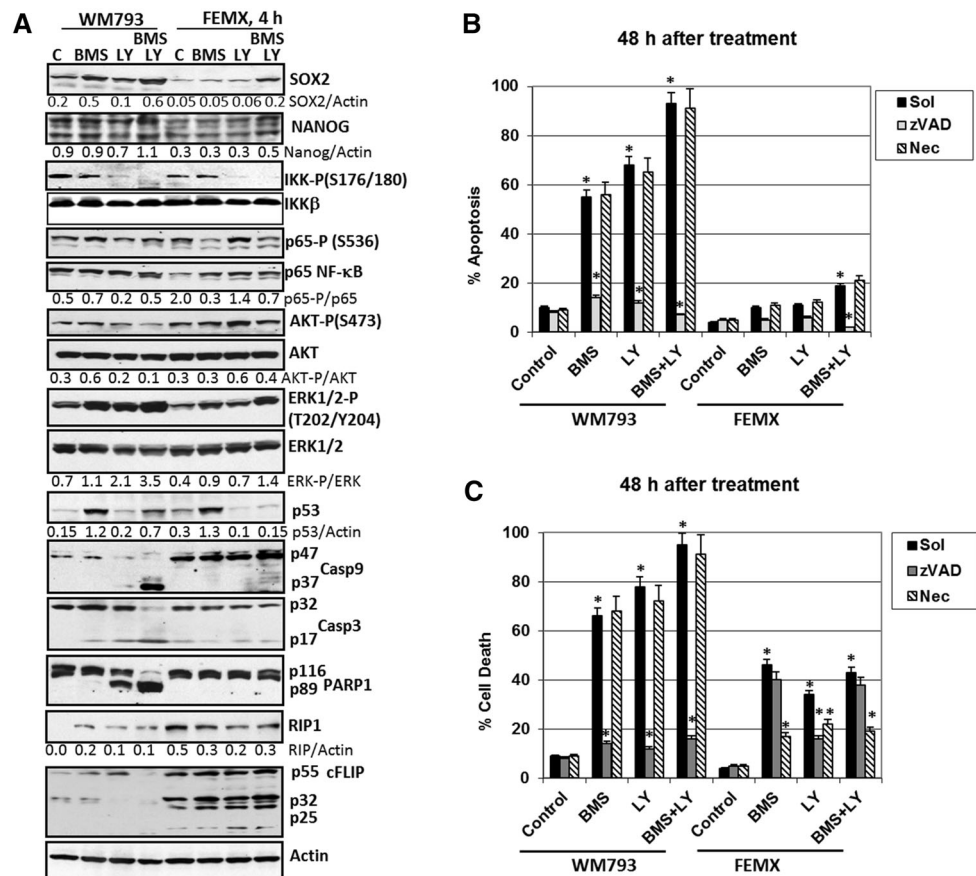 A
WM793 FEMX, 4 h
C BMS LY BMS LY C BMS LY BMS LY
SOX2
0.2 0.5 0.1 0.6 0.05 0.05 0.06 0.2 SOX2/Actin
NANOG
0.9 0.9 0.7 1.1 0.3 0.3 0.3 0.5 Nanog/Actin
IKK-P(S176/180)
IKKβ
p65-P (S536)
p65 NF-κB
0.5 0.7 0.2 0.5 2.0 0.3 1.4 0.7 p65-P/p65
AKT-P(S473)
AKT
0.3 0.6 0.2 0.1 0.3 0.3 0.6 0.4 AKT-P/AKT
ERK1/2-P
(T202/Y204)
ERK1/2
0.7 1.1 2.1 3.5 0.4 0.9 0.7 1.4 ERK-P/ERK
p53
0.15 1.2 0.2 0.7 0.3 1.3 0.1 0.15 p53/Actin
p47
Casp9
p37
p32
Casp3
p17
p116
p89 PARP1
RIP1
0.0 0.2 0.1 0.1 0.5 0.3 0.2 0.3 RIP/Actin
p55 cFLIP
p32
p25
Actin
B
48 h after treatment
% Apoptosis
100
80
60
40
20
0
* * * * * * * *
Sol
zVAD
Nec
Control BMS LY BMS+LY Control BMS LY BMS+LY
WM793 FEMX
C
48 h after treatment
% Cell Death
100
80
60
40
20
0
* * * * * * * * * * * * *
Sol
zVAD
Nec
Control BMS LY BMS+LY Control BMS LY BMS+LY
WM793 FEMX